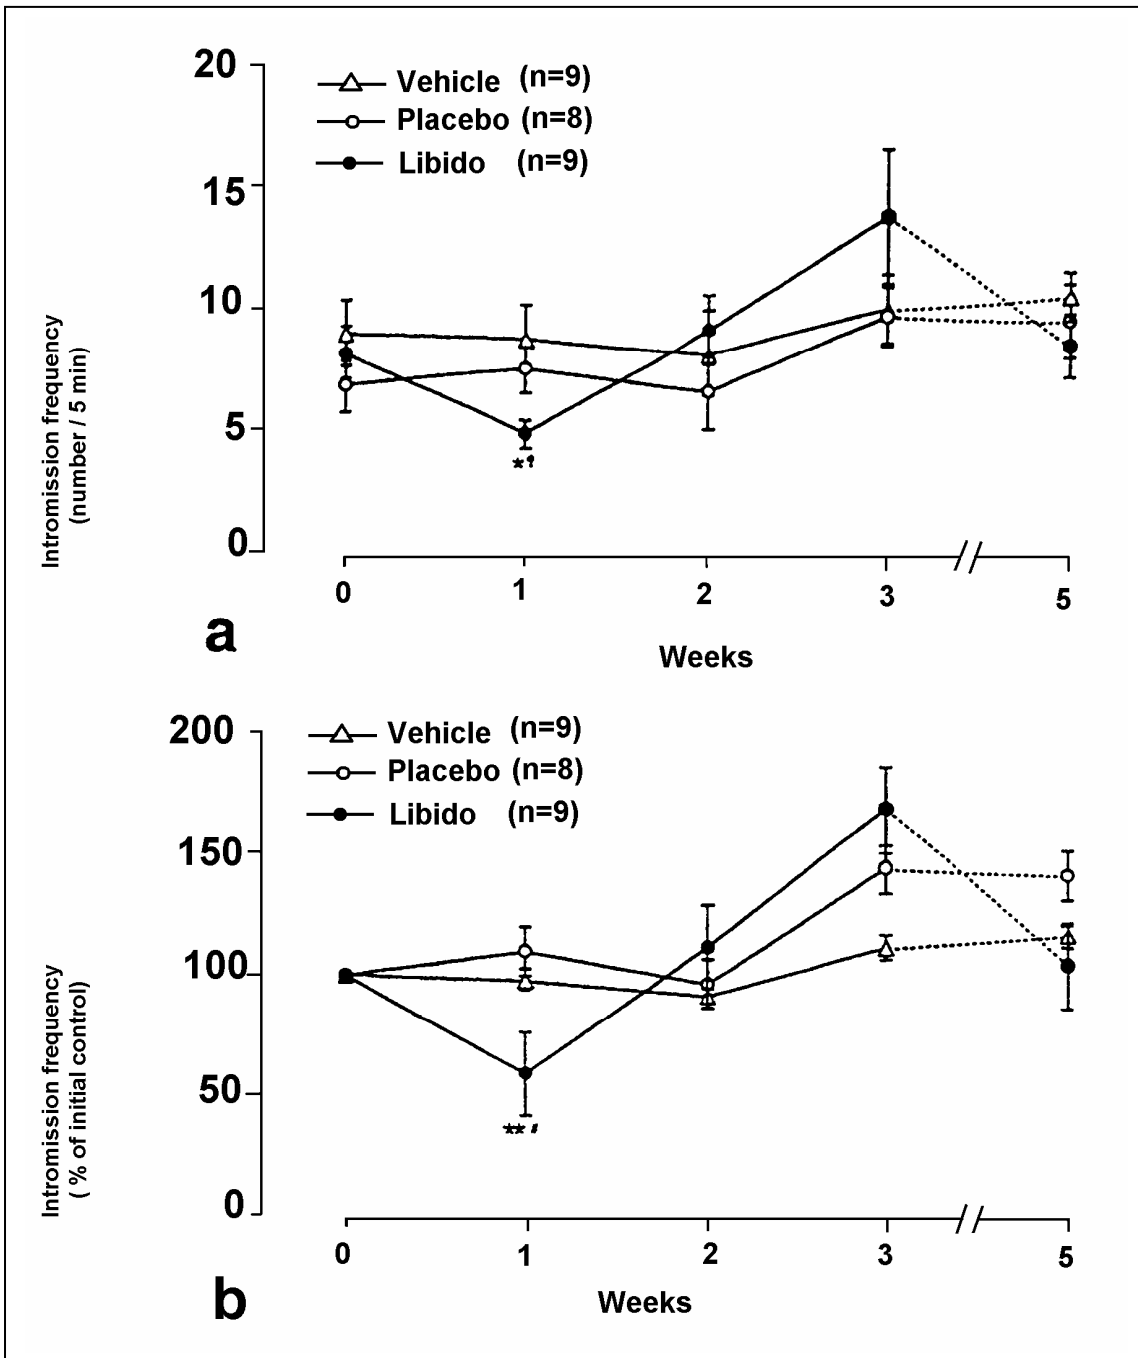 20
Vehicle (n=9)
Placebo (n=8)
Libido (n=9)
15
10
5
0
Intromission frequency
(number / 5 min)
*
0 1 2 3 5
a
Weeks
200
Vehicle (n=9)
Placebo (n=8)
Libido (n=9)
150
100
50
0
Intromission frequency
( % of initial control)
**
0 1 2 3 5
Weeks
b